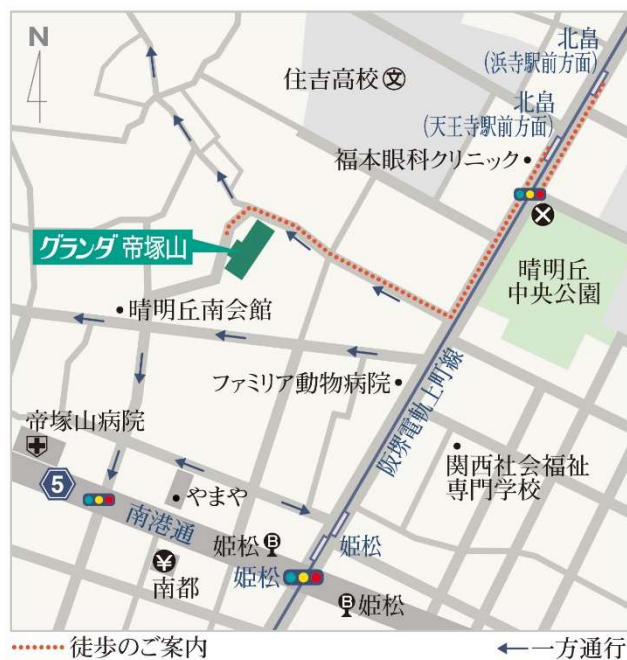 N
北畠
(浜寺駅前方面)
住吉高校
文
北畠
(天王寺駅前方面)
福本眼科クリニック
グランダ 帝塚山
晴明丘
中央公園
晴明丘南会館
ファミリア動物病院
阪堺電軌上町線
帝塚山病院
関西社会福祉
専門学校
5
やまや
南港通
姫松
B
姫松
姫松
¥
南都
B
姫松
徒歩のご案内
一方通行